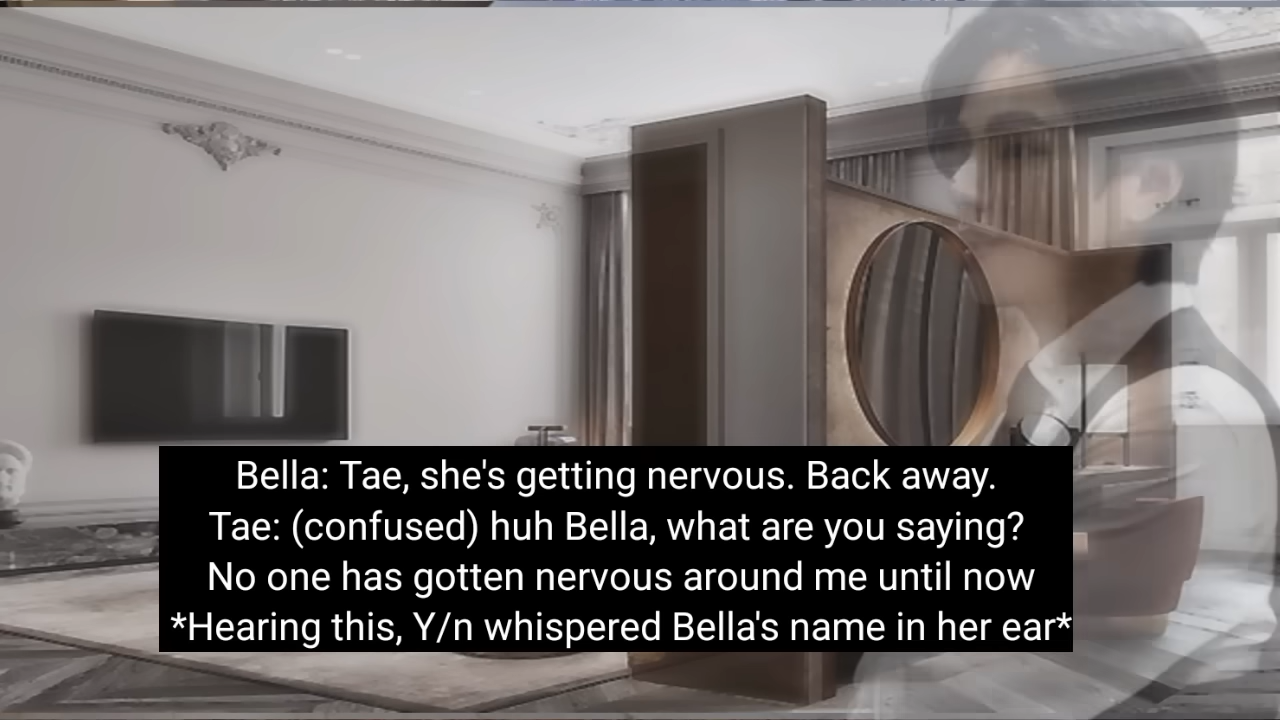 Bella: Tae, she's getting nervous. Back away.
Tae: (confused) huh Bella, what are you saying?
No one has gotten nervous around me until now
*Hearing this, Y/n whispered Bella's name in her ear*